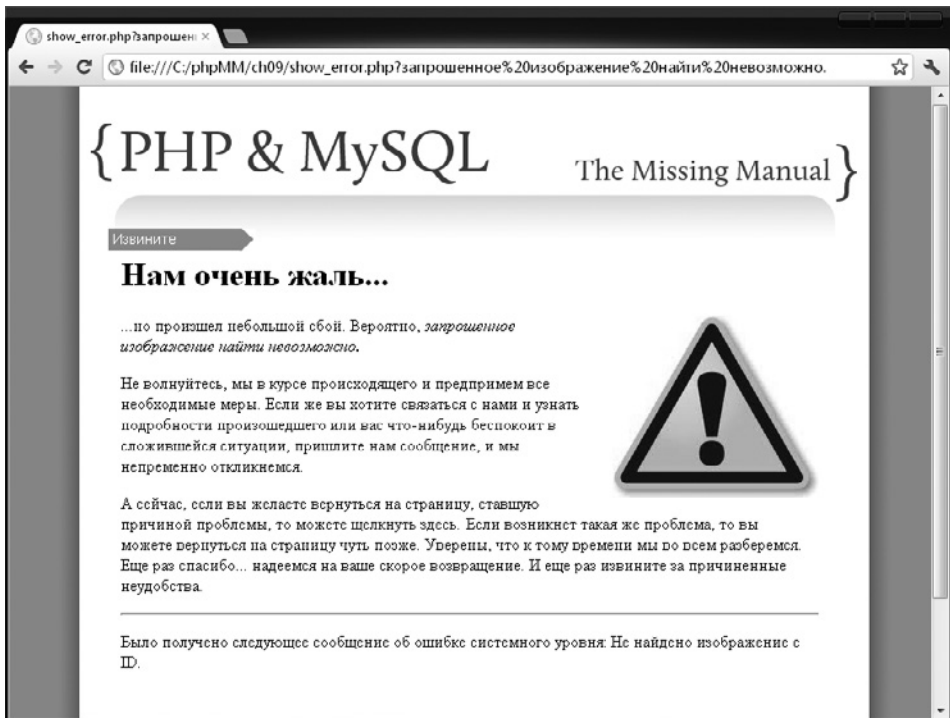 show_error.php?запрошен
file:///C:/phpMM/ch09/show_error.php?запрошенное%20изображение%20найти%20невозможно.
{PHP & MySQL
The Missing Manual}
Извините
Нам очень жаль...
...но произошел небольшой сбой. Вероятно, запрошенное
изображение найти невозможно.
Не волнуйтесь, мы в курсе происходящего и предпримем все
необходимые меры. Если же вы хотите связаться с нами и узнать
подробности произошедшего или вас что-нибудь беспокоит в
сложившейся ситуации, пришлите нам сообщение, и мы
непременно откликнемся.
А сейчас, если вы желаете вернуться на страницу, ставшую
причиной проблемы, то можете щелкнуть здесь. Если возникнет такая же проблема, то вы
можете вернуться на страницу чуть позже. Уверены, что к тому времени мы во всем разберемся.
Еще раз спасибо... надеемся на ваше скорое возвращение. И еще раз извините за причиненные
неудобства.
Было получено следующее сообщение об ошибке системного уровня: Не найдено изображение с
ID.